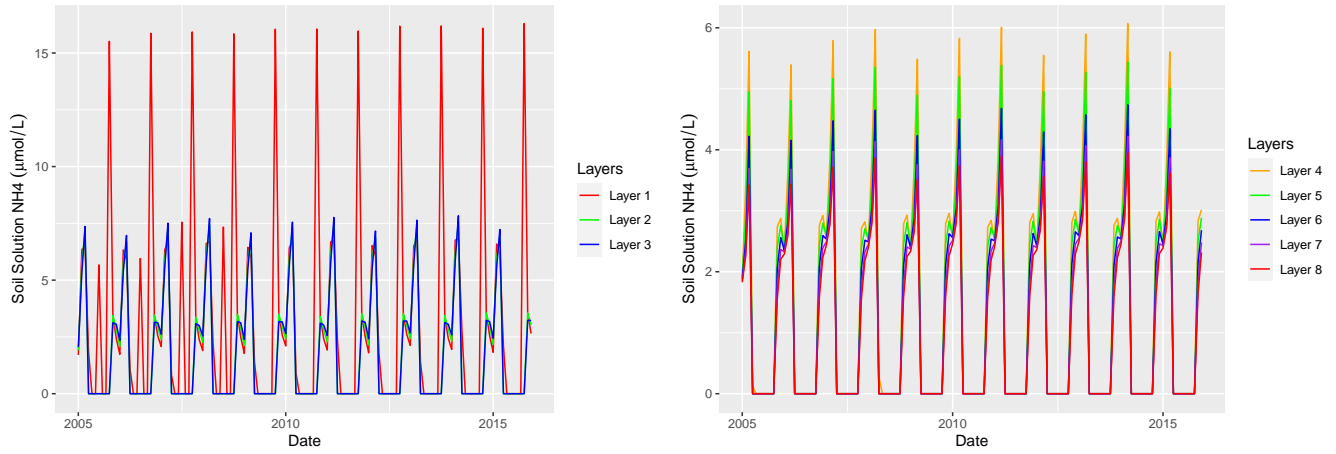 Soil Solution NH4 (μmol/L)
15
10
5
0
2005
2010
2015
Date
Layers
Layer 1
Layer 2
Layer 3
Soil Solution NH4 (μmol/L)
6
4
2
0
2005
2010
2015
Date
Layers
Layer 4
Layer 5
Layer 6
Layer 7
Layer 8